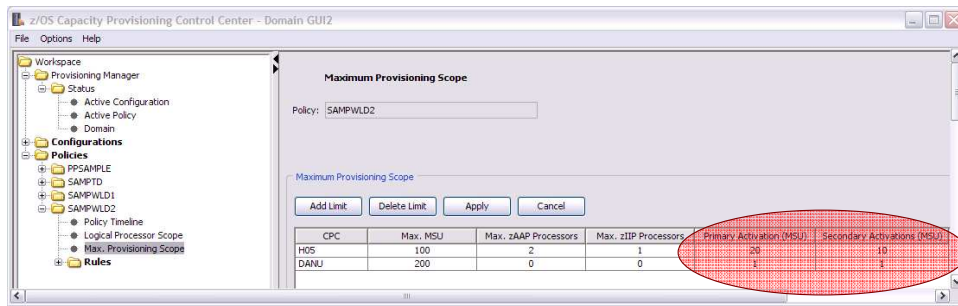 z/OS Capacity Provisioning Control Center - Domain GUI2
File Options Help
Workspace
Provisioning Manager
Status
Active Configuration
Active Policy
Domain
Configurations
Policies
PPSAMPLE
SAMPTD
SAMPWLD1
SAMPWLD2
Policy Timeline
Logical Processor Scope
Max. Provisioning Scope
Rules
Maximum Provisioning Scope
Policy: SAMPWLD2
Maximum Provisioning Scope
Add Limit Delete Limit Apply Cancel
CPC Max. MSU Max. zAAP Processors Max. zIIP Processors Primary Activation (MSU) Secondary Activations (MSU)
H05 100 2 1 20 10
DANU 200 0 0 1 1